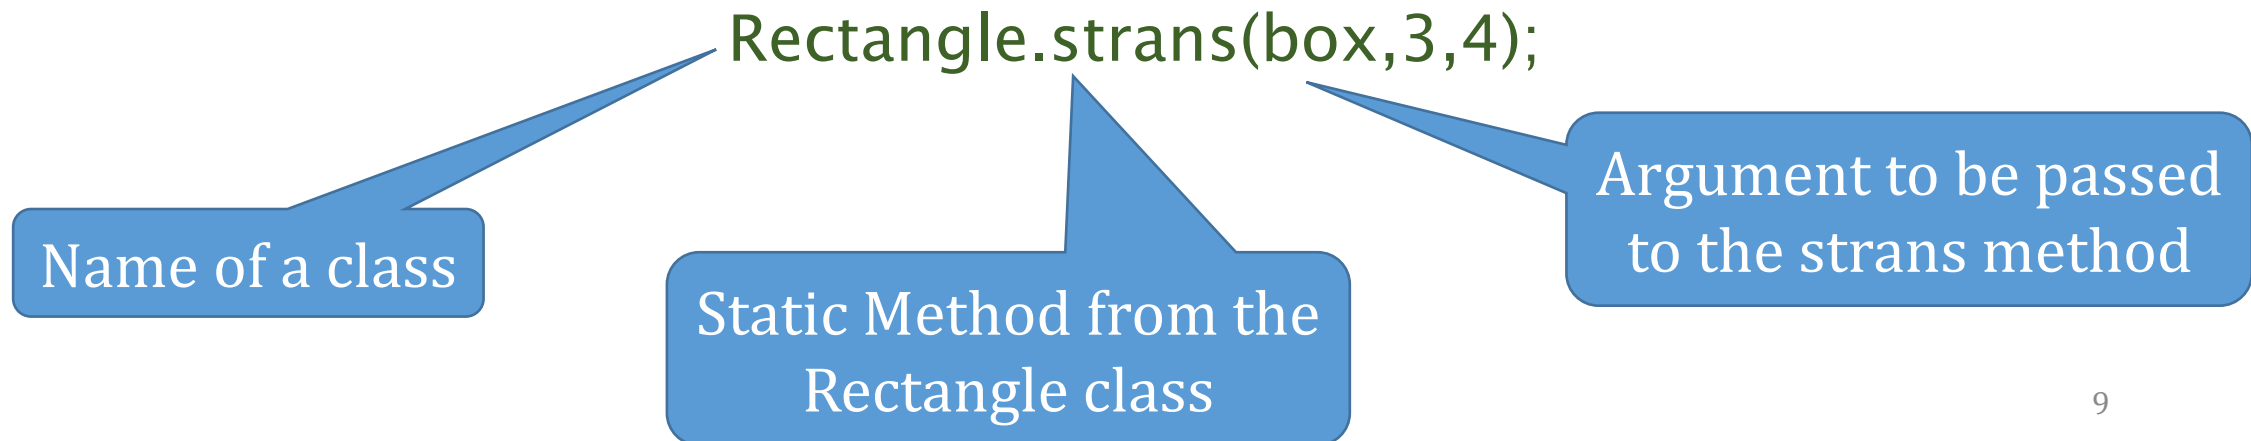 Rectangle.strans(box,3,4);
Name of a class
Static Method from the
Rectangle class
Argument to be passed
to the strans method
9